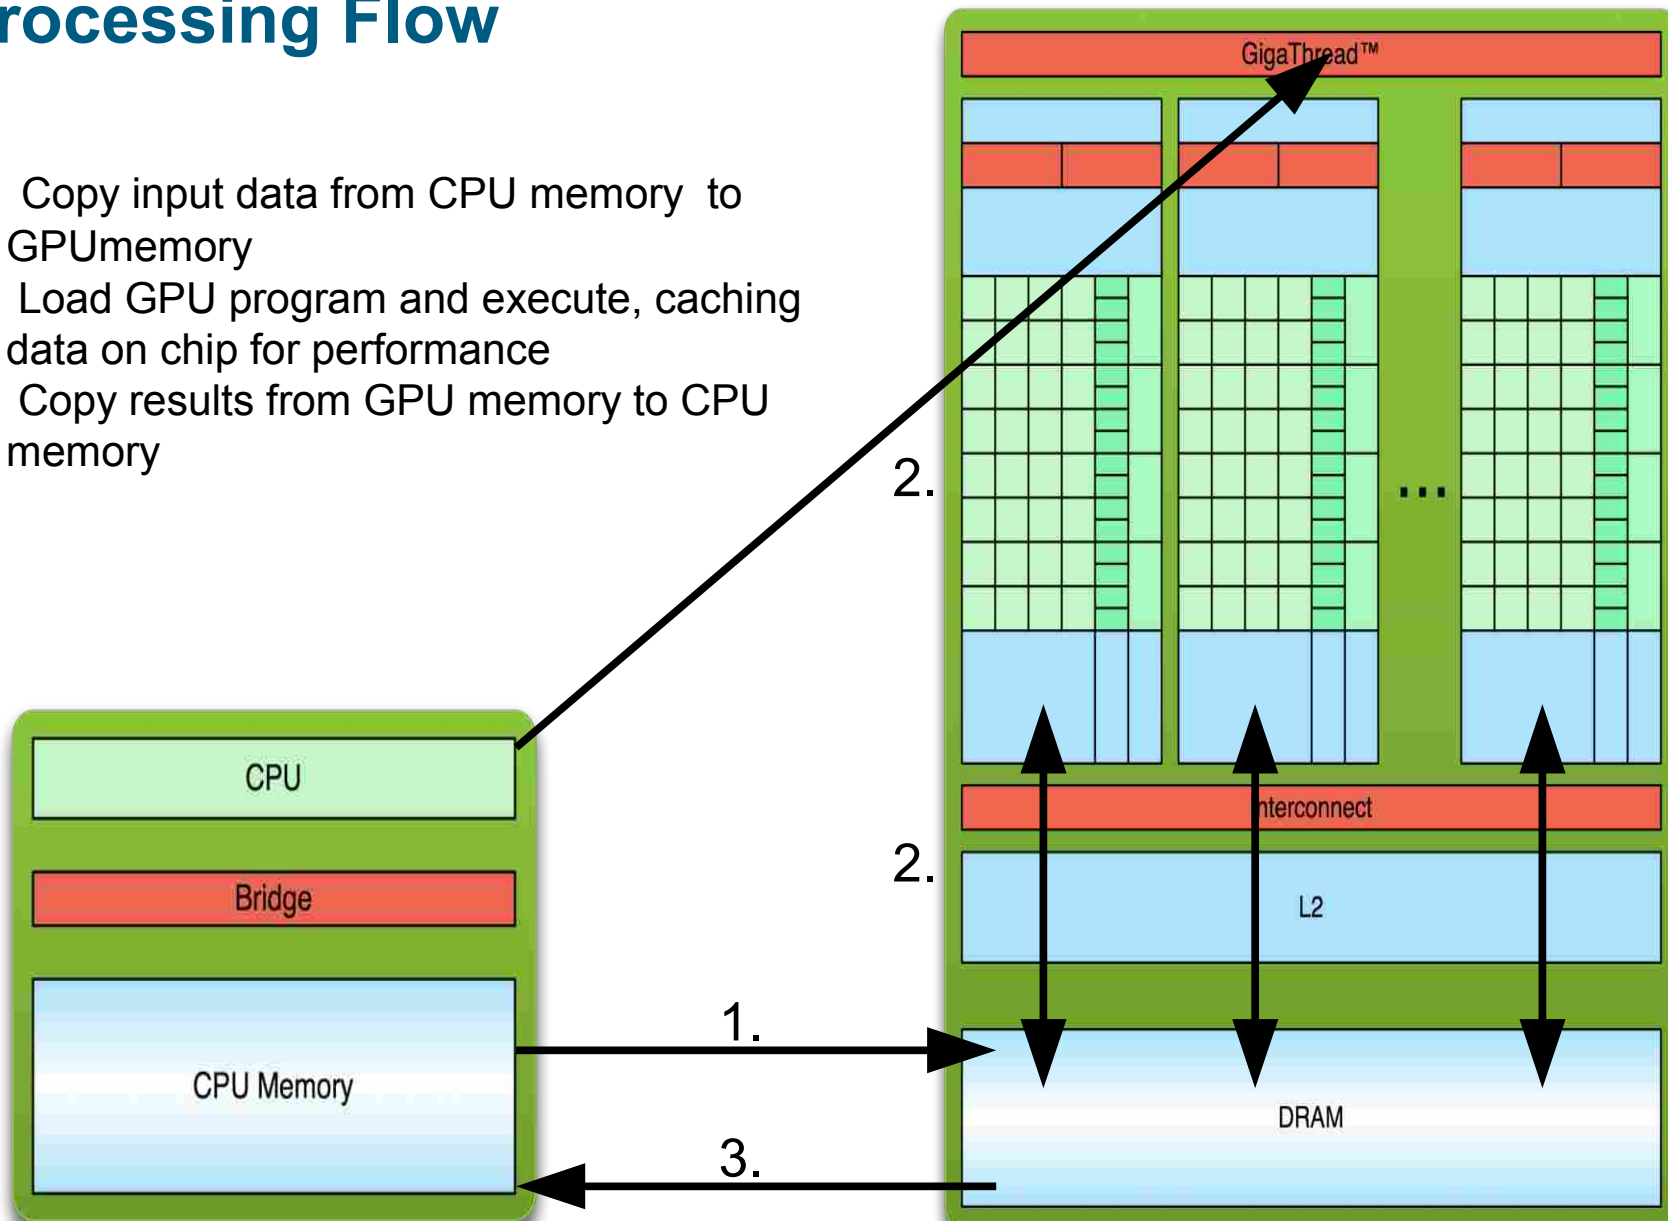 rocessing Flow
Copy input data from CPU memory to
GPUmemory
Load GPU program and execute, caching
data on chip for performance
Copy results from GPU memory to CPU
memory
GigaThread™
2.
...
CPU
Bridge
CPU Memory
Interconnect
2.
L2
1.
DRAM
3.